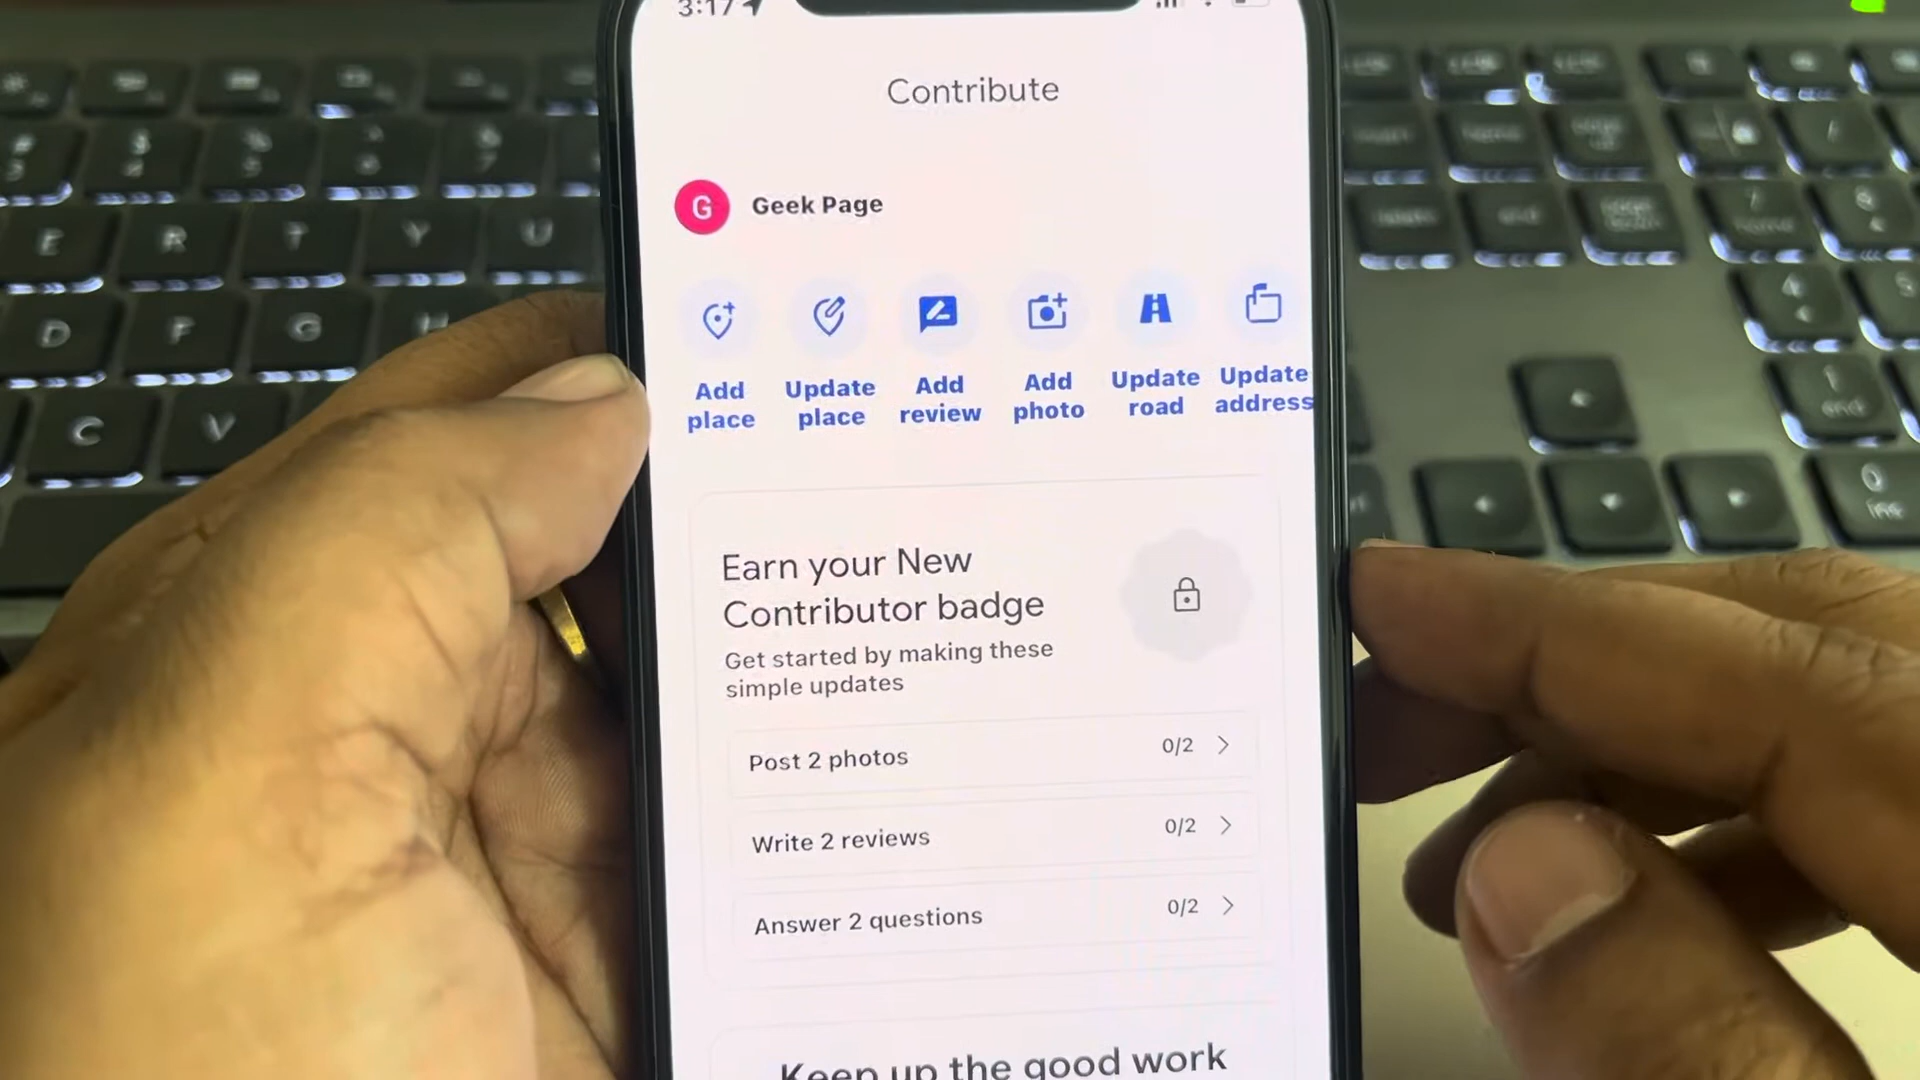 3:17
Contribute
G
Geek Page
Add
place
Update
place
Add
review
Add
photo
Update
road
Update
address
Earn your New
Contributor badge
Get started by making these
simple updates
Post 2 photos
0/2
Write 2 reviews
0/2
Answer 2 questions
0/2
Keep up the good work
E
R
T
Y
U
D
F
G
H
C
V